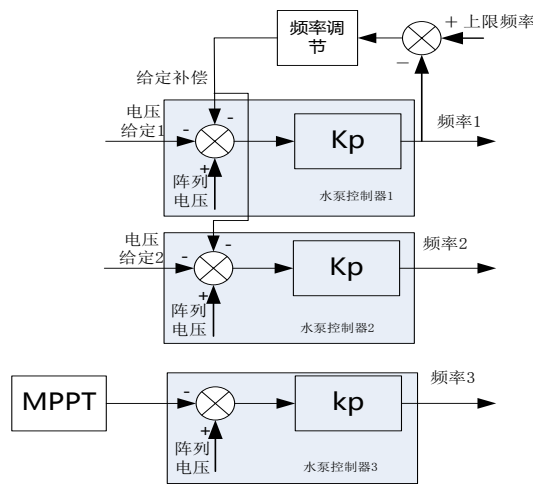 频率调
节
+ 上限频率
−
给定补偿
电压
给定1
-
-
Kp
频率1
+
阵列
电压
水泵控制器1
电压
给定2
-
-
Kp
频率2
+
阵列
电压
水泵控制器2
MPPT
-
kp
频率3
+
阵列
电压
水泵控制器3